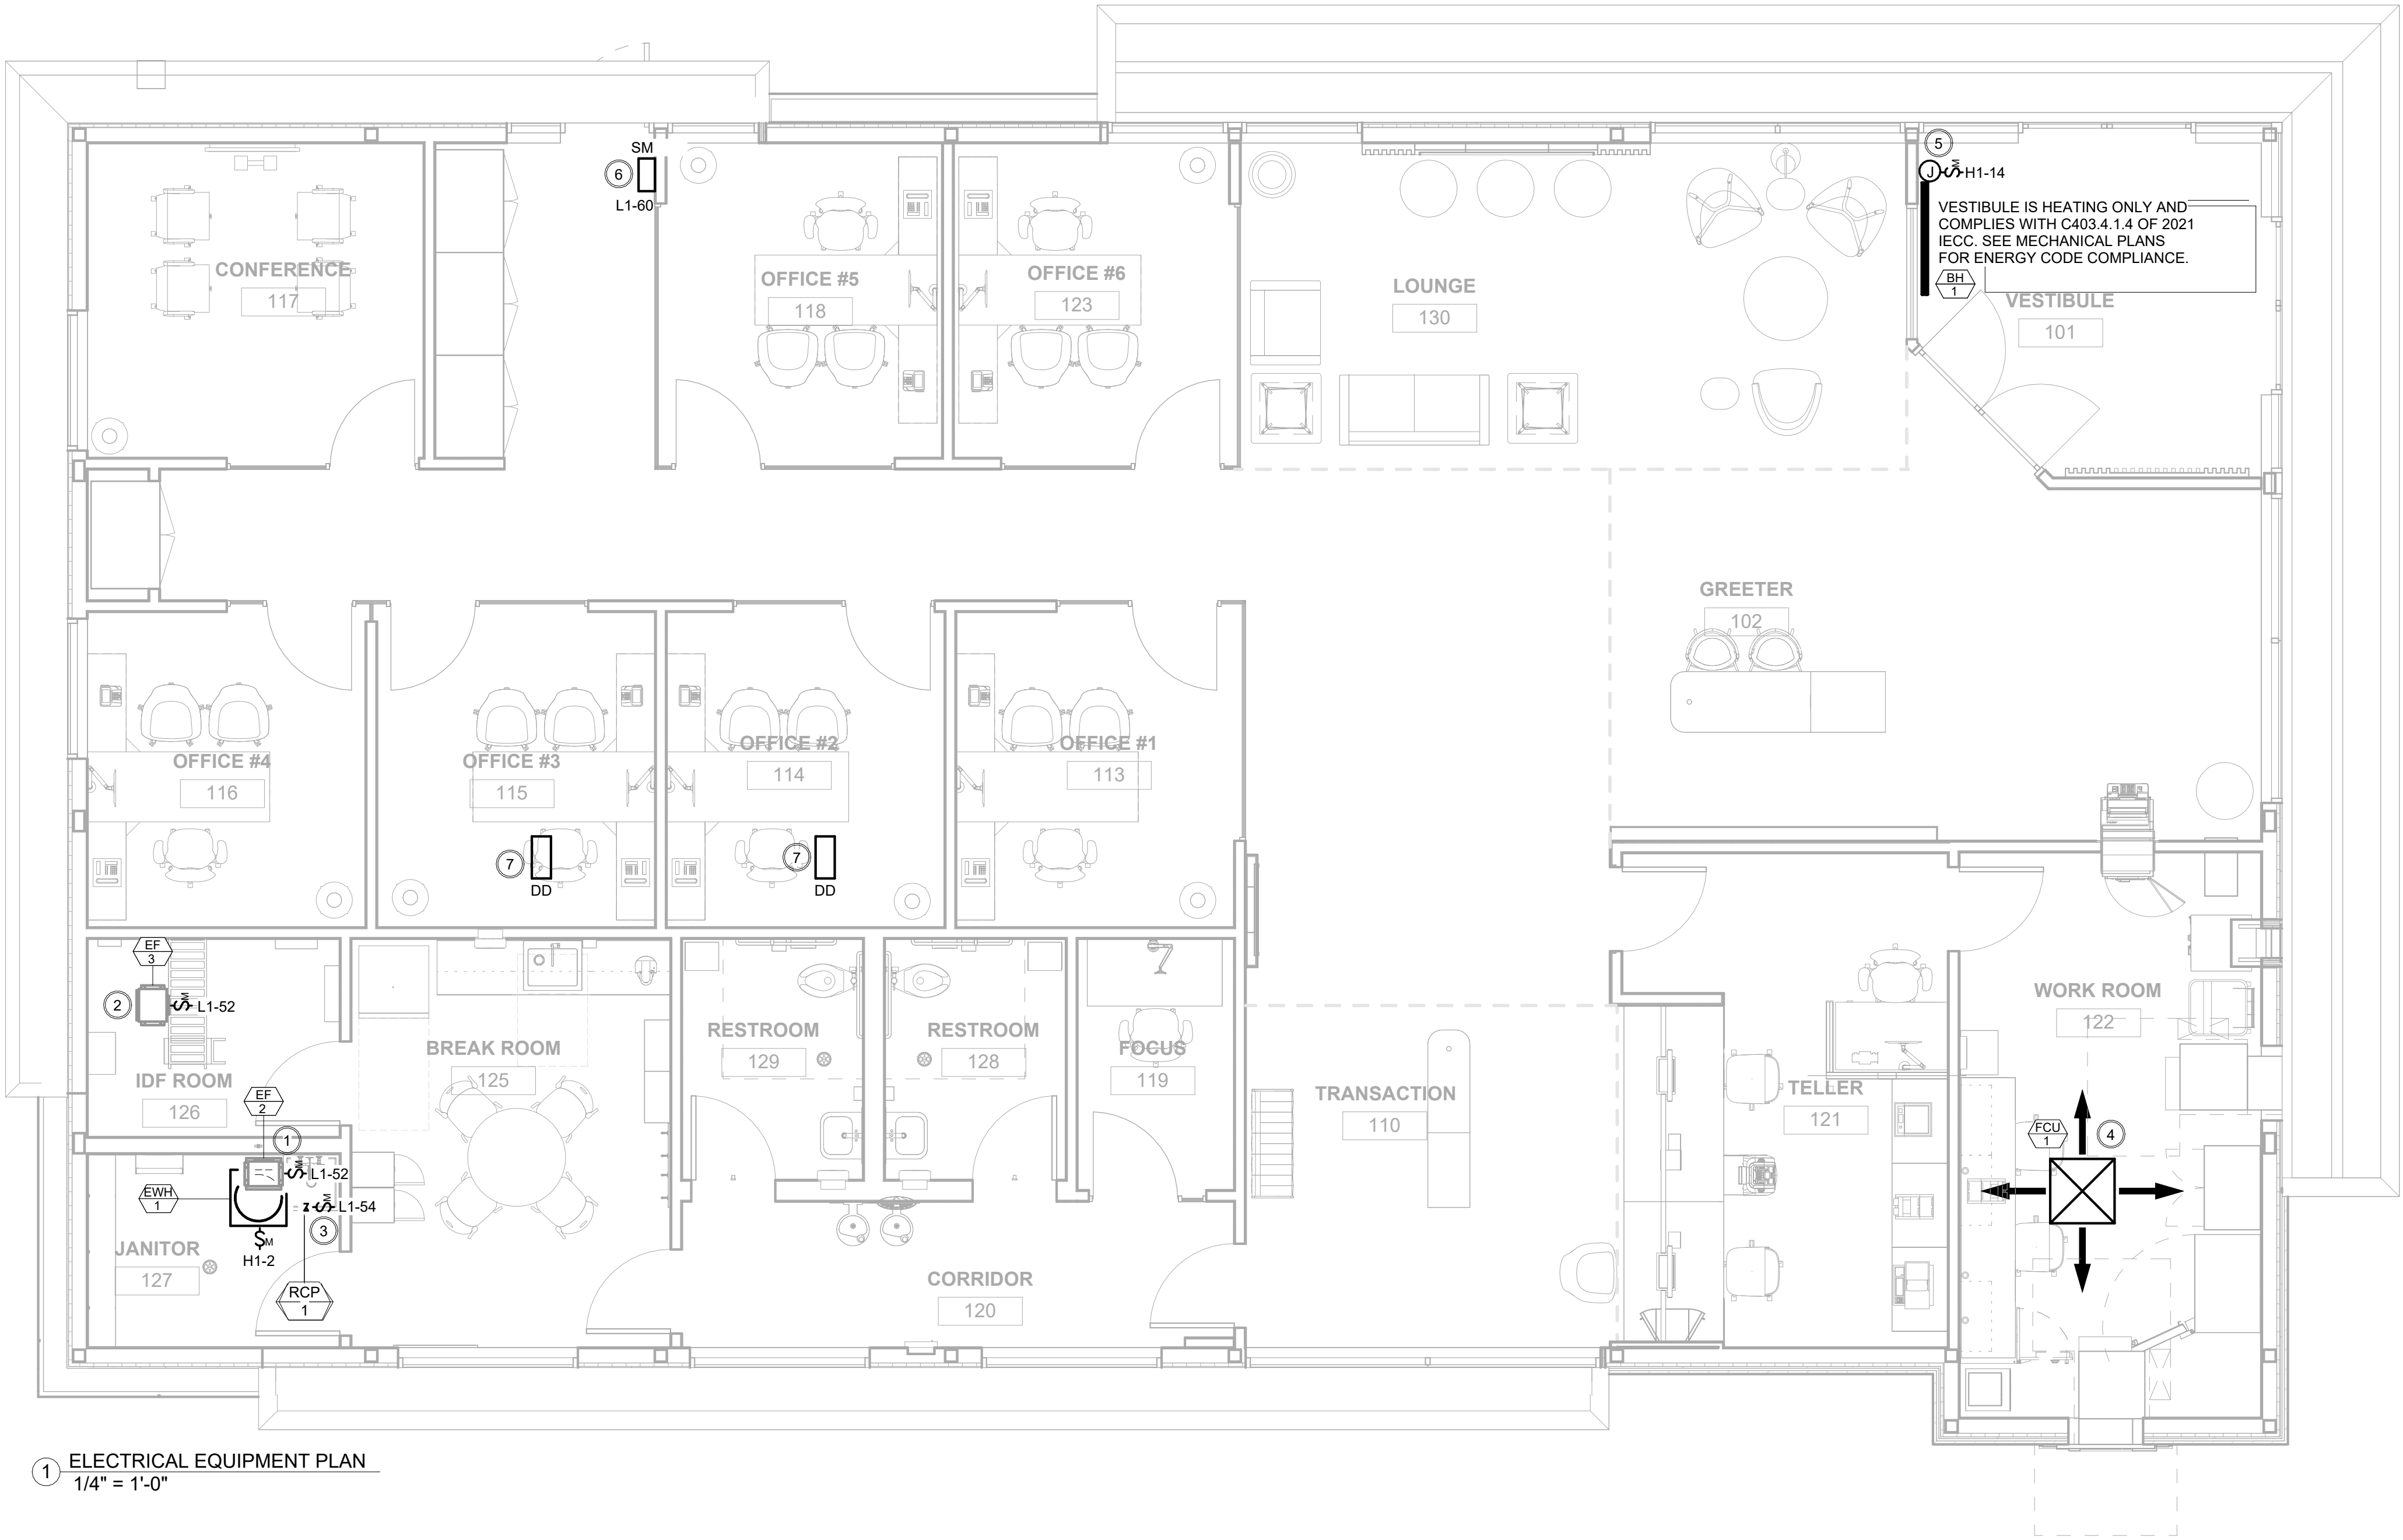 SM
6
L1-60
5
J
SM
H1-14
VESTIBULE IS HEATING ONLY AND
COMPLIES WITH C403.4.1.4 OF 2021
IECC. SEE MECHANICAL PLANS
FOR ENERGY CODE COMPLIANCE.
BH
1
CONFERENCE
117
OFFICE #5
118
OFFICE #6
123
LOUNGE
130
VESTIBULE
101
GREETER
102
OFFICE #4
116
OFFICE #3
115
OFFICE #2
114
OFFICE #1
113
7
DD
7
DD
EF
3
2
SM
L1-52
IDF ROOM
126
BREAK ROOM
125
RESTROOM
129
RESTROOM
128
FOCUS
119
TRANSACTION
110
TELLER
121
WORK ROOM
122
FCU
1
4
EF
2
1
SM
L1-52
EWH
1
SM
L1-54
3
SM
H1-2
JANITOR
127
RCP
1
CORRIDOR
120
1
ELECTRICAL EQUIPMENT PLAN
1/4" = 1'-0"